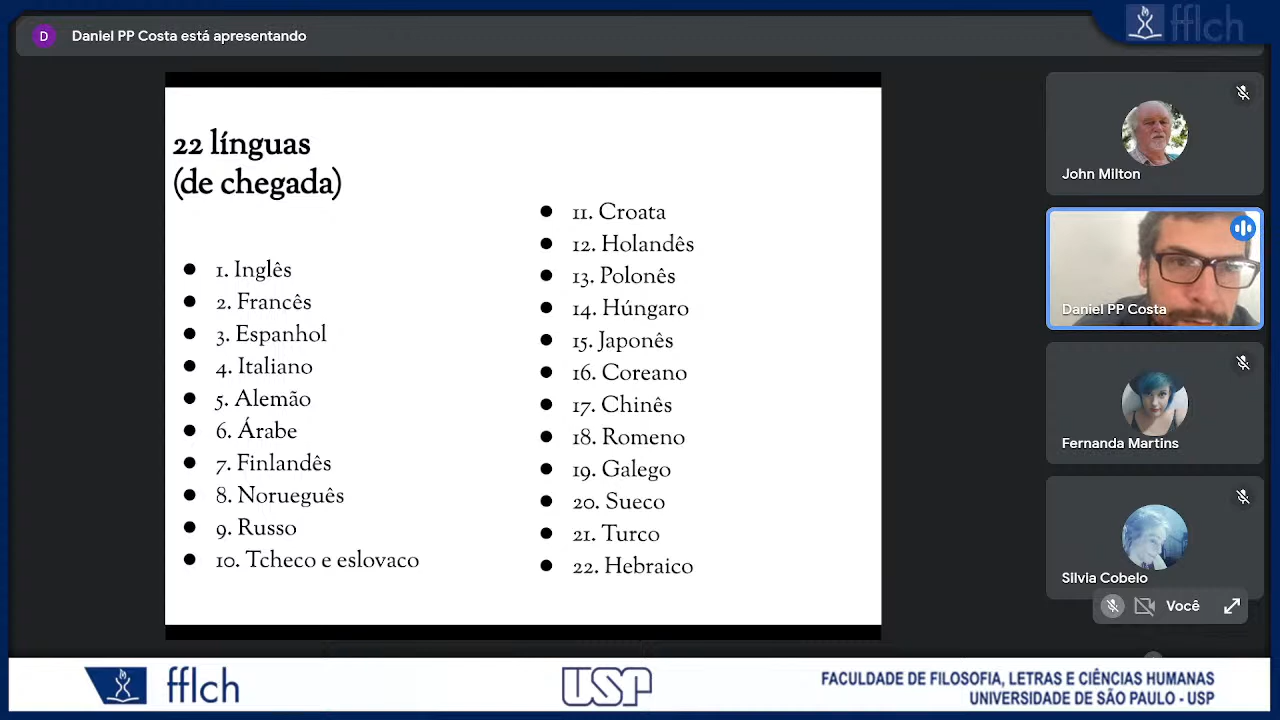 D
Daniel PP Costa está apresentando
fflch
22 línguas
(de chegada)
1. Inglês
2. Francês
3. Espanhol
4. Italiano
5. Alemão
6. Árabe
7. Finlandês
8. Norueguês
9. Russo
10. Tcheco e eslovaco
11. Croata
12. Holandês
13. Polonês
14. Húngaro
15. Japonês
16. Coreano
17. Chinês
18. Romeno
19. Galego
20. Sueco
21. Turco
22. Hebraico
John Milton
Daniel PP Costa
Fernanda Martins
Silvia Cobelo
Você
fflch
USP
FACULDADE DE FILOSOFIA, LETRAS E CIÊNCIAS HUMANAS
UNIVERSIDADE DE SÃO PAULO - USP